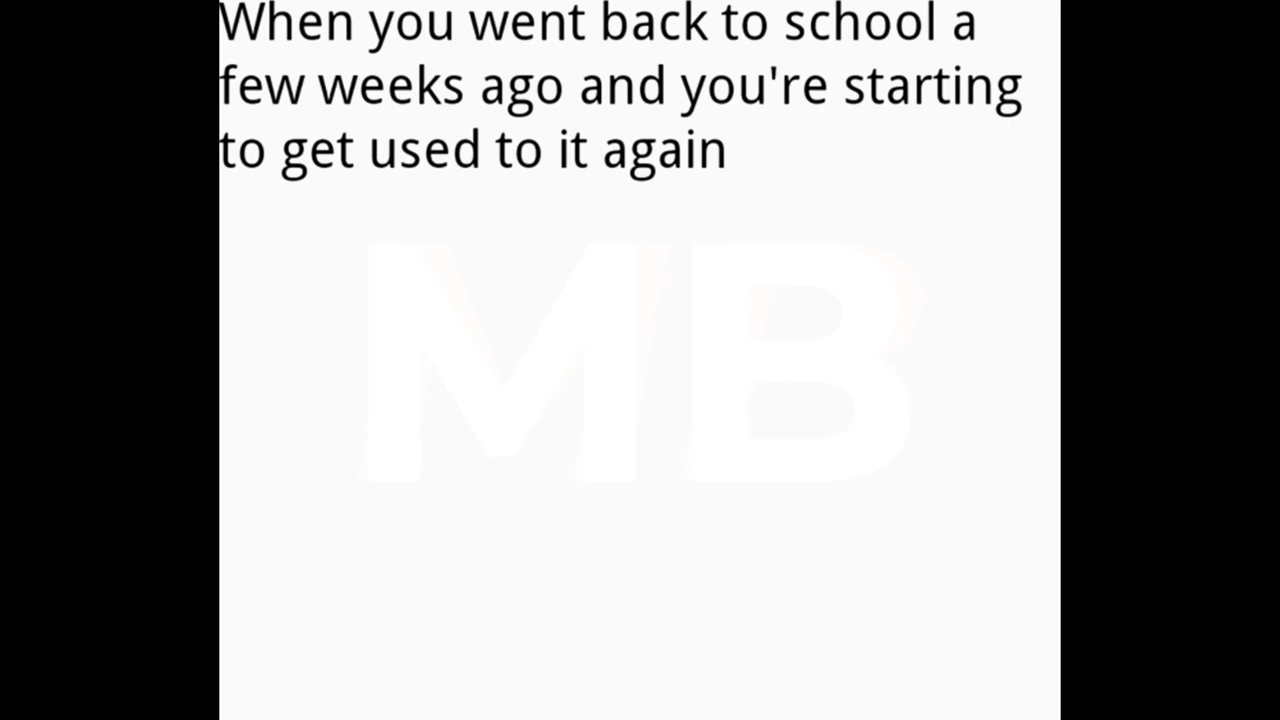 When you went back to school a
few weeks ago and you're starting
to get used to it again
MB